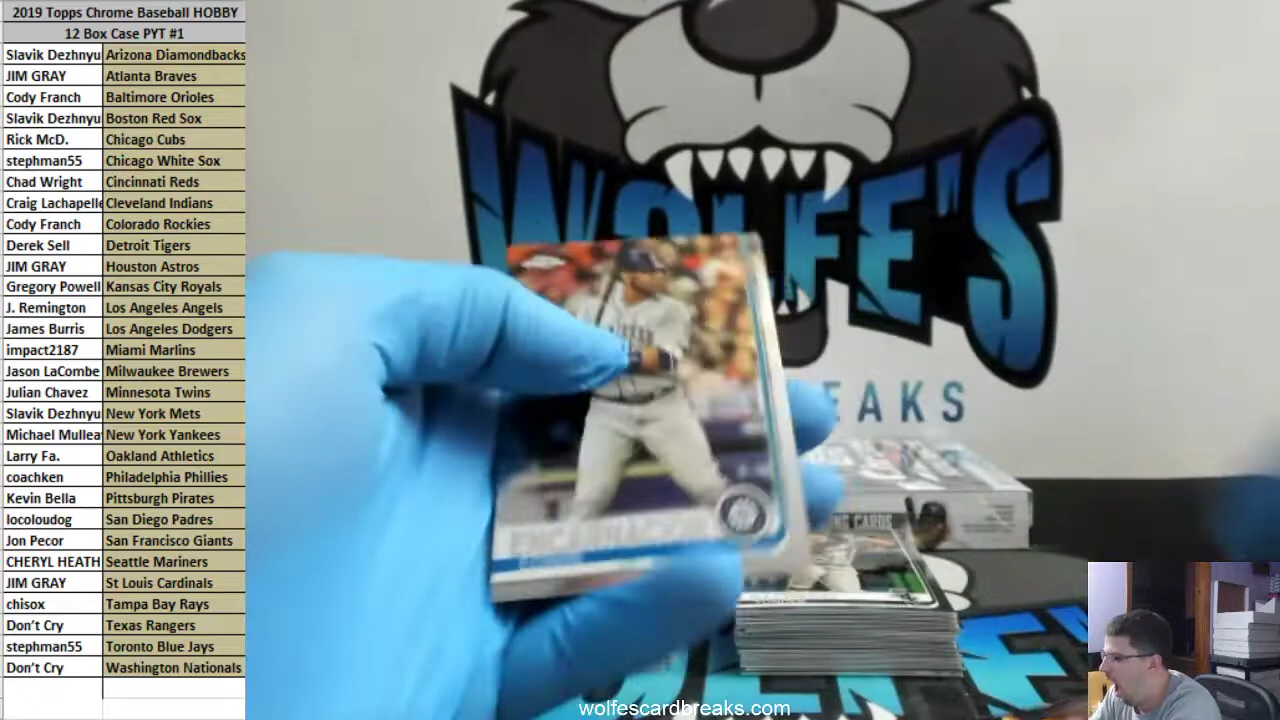 2019 Topps Chrome Baseball HOBBY
12 Box Case PYT #1
Slavik Dezhnyu Arizona Diamondbacks
JIM GRAY Atlanta Braves
Cody Franch Baltimore Orioles
Slavik Dezhnyu Boston Red Sox
Rick McD. Chicago Cubs
stephman55 Chicago White Sox
Chad Wright Cincinnati Reds
Craig Lachapelle Cleveland Indians
Cody Franch Colorado Rockies
Derek Sell Detroit Tigers
JIM GRAY Houston Astros
Gregory Powell Kansas City Royals
J. Remington Los Angeles Angels
James Burris Los Angeles Dodgers
impact2187 Miami Marlins
Jason LaCombe Milwaukee Brewers
Julian Chavez Minnesota Twins
Slavik Dezhnyu New York Mets
Michael Mullea New York Yankees
Larry Fa. Oakland Athletics
coachken Philadelphia Phillies
Kevin Bella Pittsburgh Pirates
locoloudog San Diego Padres
Jon Pecor San Francisco Giants
CHERYL HEATH Seattle Mariners
JIM GRAY St Louis Cardinals
chisox Tampa Bay Rays
Don't Cry Texas Rangers
stephman55 Toronto Blue Jays
Don't Cry Washington Nationals
WOLFE'S
EAKS
NG CARDS
wolfescardbreaks.com